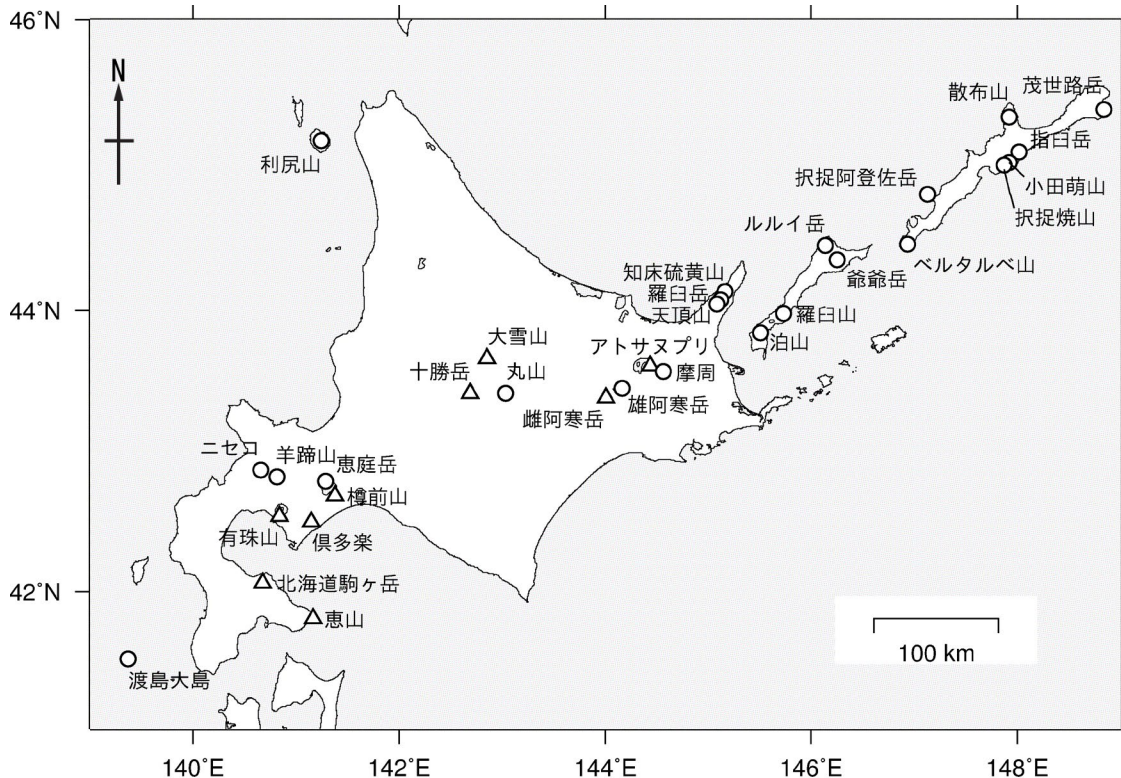 46°N
N
茂世路岳
散布山
指臼岳
利尻山
択捉阿登佐岳
小田萌山
択捉焼山
ルルイ岳
ベルタルベ山
知床硫黄山
爺爺岳
羅臼岳
44°N
天頂山
羅臼山
大雪山
アトサヌプリ
泊山
十勝岳
丸山
摩周
雄阿寒岳
雌阿寒岳
ニセコ
羊蹄山
恵庭岳
樽前山
有珠山
倶多楽
42°N
北海道駒ヶ岳
恵山
100 km
渡島大島
140°E
142°E
144°E
146°E
148°E